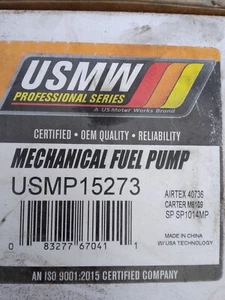 USMW
PROFESSIONAL SERIES
A US Motor Works Brand
CERTIFIED • OEM QUALITY • RELIABILITY
MECHANICAL FUEL PUMP
USMP15273
AIRTEX 40736
CARTER M6109
SP SP1014MP
MADE IN CHINA
W/ USA TECHNOLOGY
0 83277 67041 1
AN ISO 9001:2015 CERTIFIED COMPANY